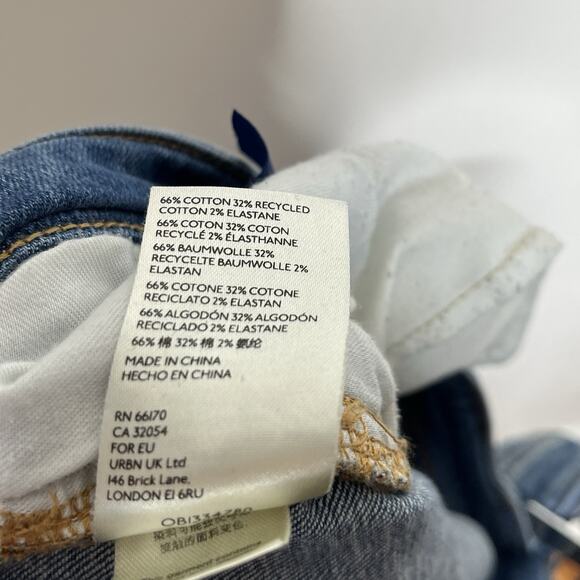 66% COTTON 32% RECYCLED
COTTON 2% ELASTANE
66% COTON 32% COTON
RECYCLÉ 2% ÉLASTHANNE
66% BAUMWOLLE 32%
RECYCELTE BAUMWOLLE 2%
ELASTAN
66% COTONE 32% COTONE
RICICLATO 2% ELASTAN
66% ALGODÓN 32% ALGODÓN
RECICLADO 2% ELASTANE
66% 棉 32% 棉 2% 氨纶
MADE IN CHINA
HECHO EN CHINA
RN 66170
CA 32054
FOR EU
URBN UK Ltd
146 Brick Lane,
LONDON E1 6RU